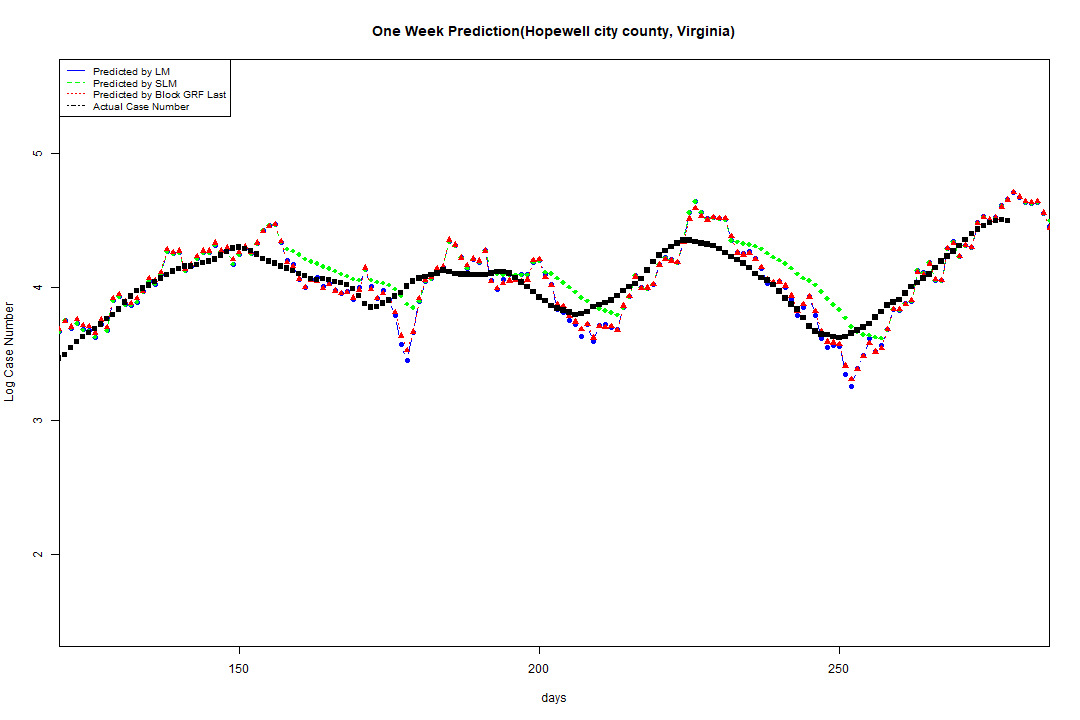 One Week Prediction(Hopewell city county, Virginia)
Predicted by LM
Predicted by SLM
Predicted by Block GRF Last
Actual Case Number
5
4
3
2
Log Case Number
150
200
250
days